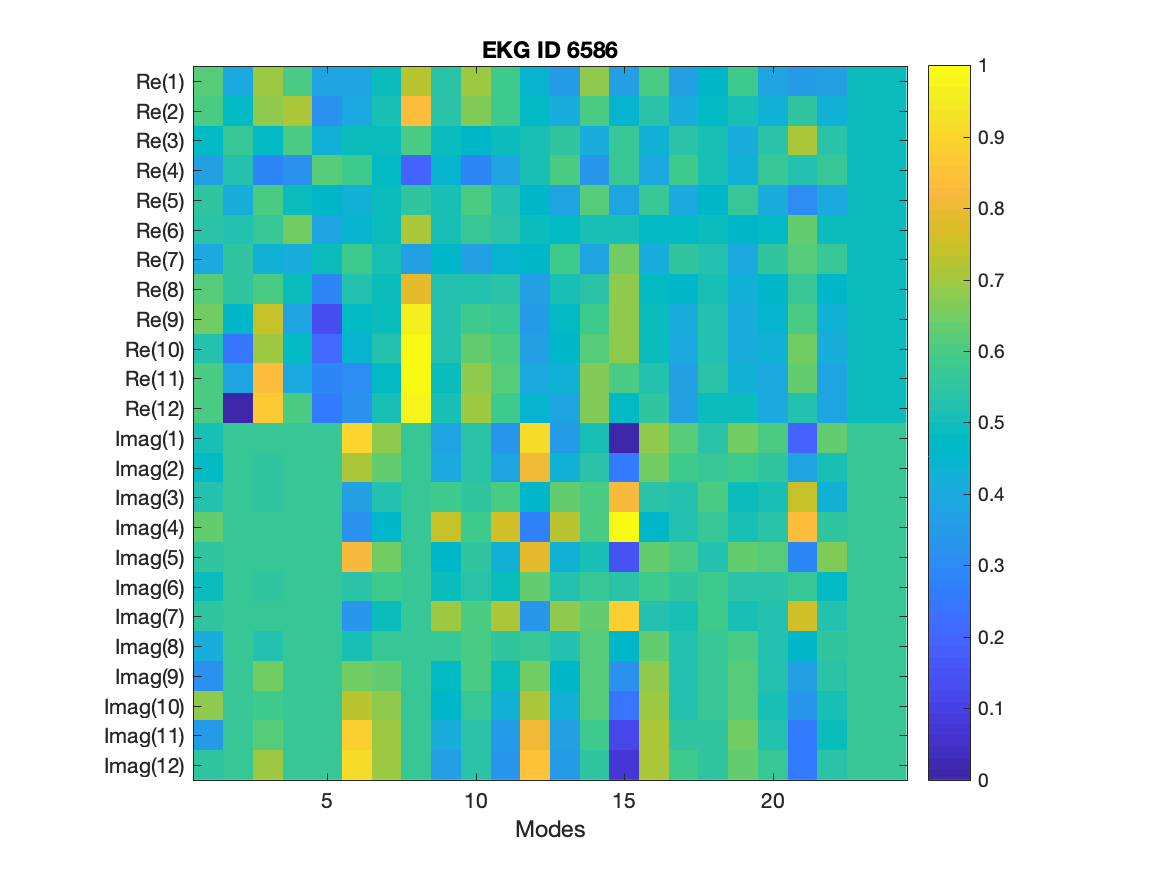 EKG ID 6586
Re(1)
Re(2)
Re(3)
Re(4)
Re(5)
Re(6)
Re(7)
Re(8)
Re(9)
Re(10)
Re(11)
Re(12)
Imag(1)
Imag(2)
Imag(3)
Imag(4)
Imag(5)
Imag(6)
Imag(7)
Imag(8)
Imag(9)
Imag(10)
Imag(11)
Imag(12)
5 10 15 20
Modes
1
0.9
0.8
0.7
0.6
0.5
0.4
0.3
0.2
0.1
0